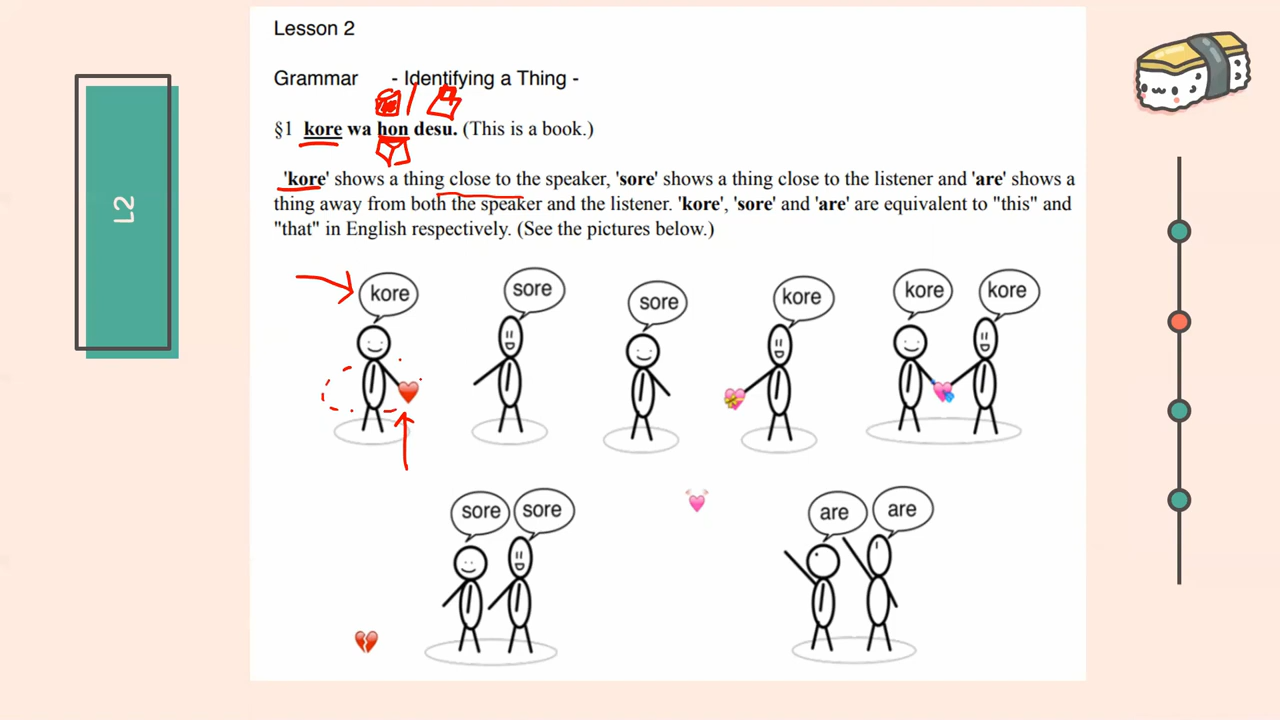 Lesson 2
Grammar - Identifying a Thing -
§1 kore wa hon desu. (This is a book.)
'kore' shows a thing close to the speaker, 'sore' shows a thing close to the listener and 'are' shows a
thing away from both the speaker and the listener. 'kore', 'sore' and 'are' are equivalent to "this" and
"that" in English respectively. (See the pictures below.)
L2
kore
sore
sore
kore
kore
kore
sore
sore
are
are